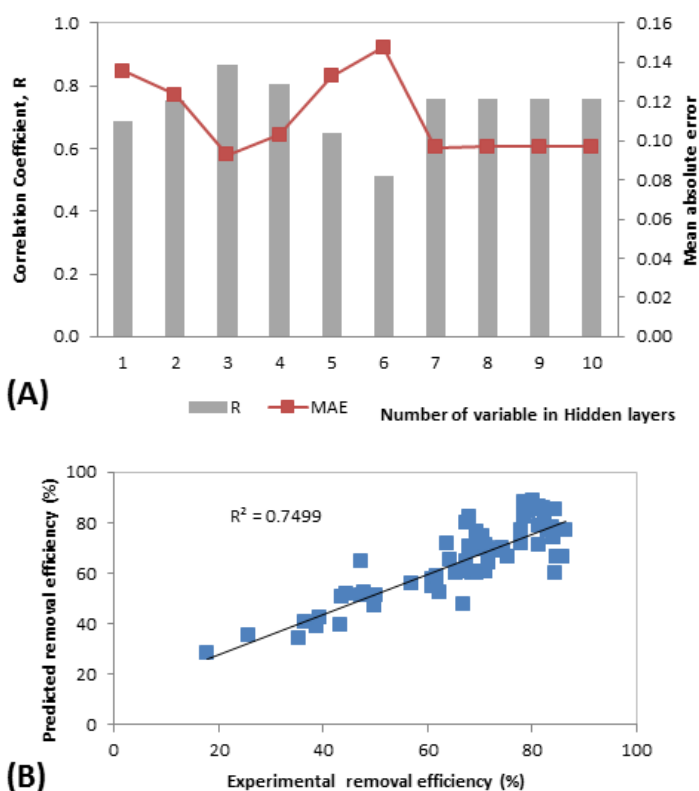 1.0
0.8
0.6
0.4
0.2
0.0
Correlation Coefficient, R
0.16
0.14
0.12
0.10
0.08
0.06
0.04
0.02
0.00
Mean absolute error
1 2 3 4 5 6 7 8 9 10
(A)
R MAE Number of variable in Hidden layers
100
80
60
40
20
0
Predicted removal efficiency (%)
R² = 0.7499
0 20 40 60 80 100
(B)
Experimental removal efficiency (%)